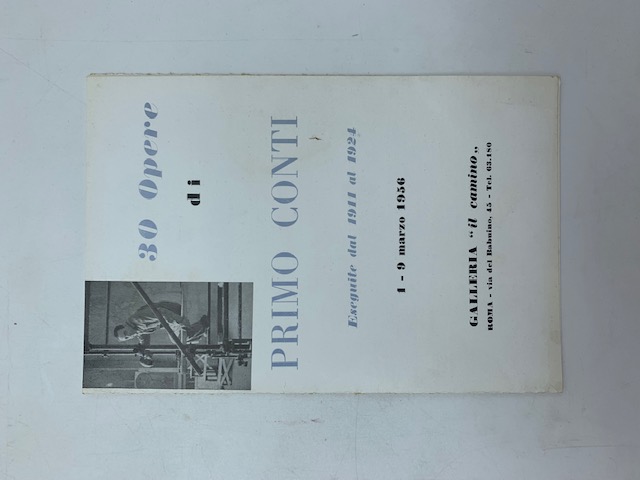 30 Opere
di
PRIMO CONTI
Eseguite dal 1911 al 1924
1 - 9 marzo 1956
GALLERIA “il camino„
ROMA - via del Babuino, 45 - Tel. 63.180